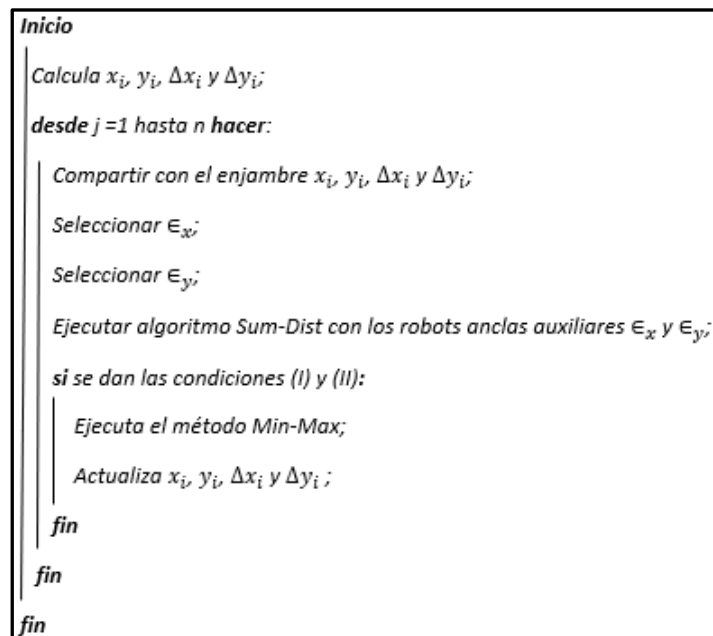 Inicio
Calcula xᵢ, yᵢ, Δxᵢ y Δyᵢ;
desde j =1 hasta n hacer:
Compartir con el enjambre xᵢ, yᵢ, Δxᵢ y Δyᵢ;
Seleccionar ∈ₓ;
Seleccionar ∈_y;
Ejecutar algoritmo Sum-Dist con los robots anclas auxiliares ∈ₓ y ∈_y;
si se dan las condiciones (I) y (II):
Ejecuta el método Min-Max;
Actualiza xᵢ, yᵢ, Δxᵢ y Δyᵢ ;
fin
fin
fin